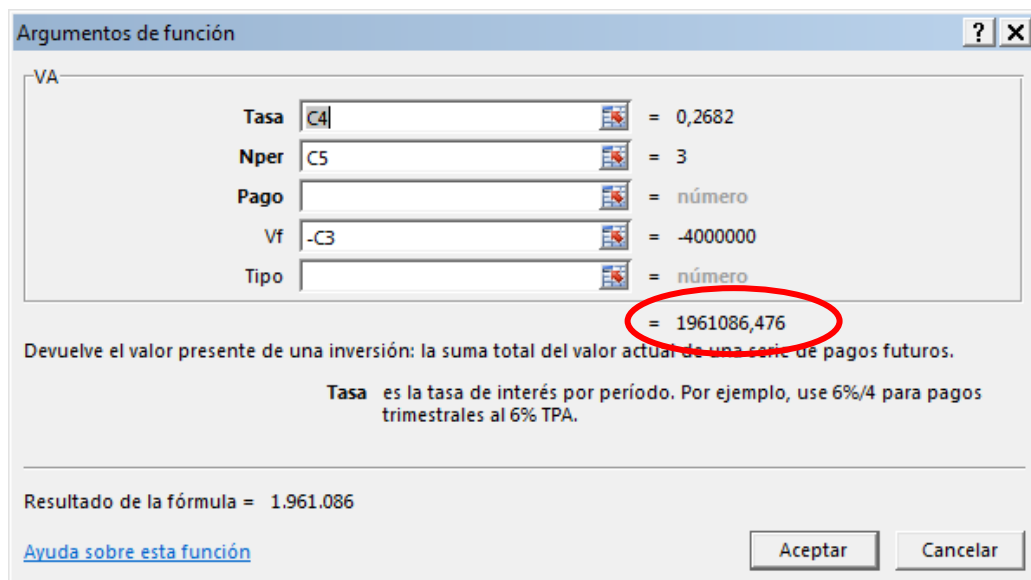 Argumentos de función
? X
VA
Tasa C4 = 0,2682
Nper C5 = 3
Pago = número
Vf -C3 = -4000000
Tipo = número
= 1961086,476
Devuelve el valor presente de una inversión: la suma total del valor actual de una serie de pagos futuros.
Tasa es la tasa de interés por período. Por ejemplo, use 6%/4 para pagos
trimestrales al 6% TPA.
Resultado de la fórmula = 1.961.086
Ayuda sobre esta función
Aceptar Cancelar